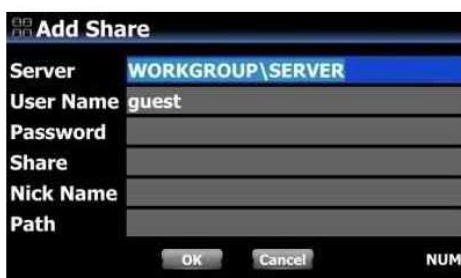 Add Share
Server WORKGROUP\SERVER
User Name guest
Password
Share
Nick Name
Path
OK Cancel NUM